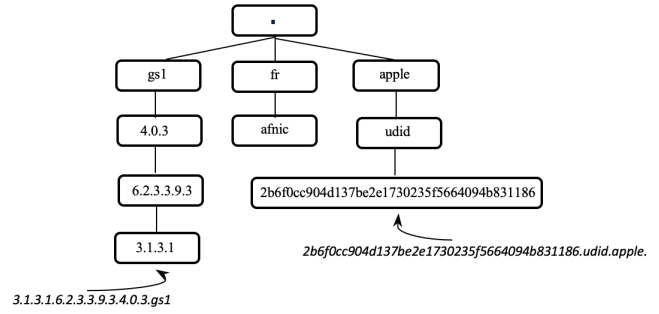 .
gs1 fr apple
4.0.3 afnic udid
6.2.3.3.9.3 2b6f0cc904d137be2e1730235f5664094b831186
3.1.3.1
2b6f0cc904d137be2e1730235f5664094b831186.udid.apple.
3.1.3.1.6.2.3.3.9.3.4.0.3.gs1